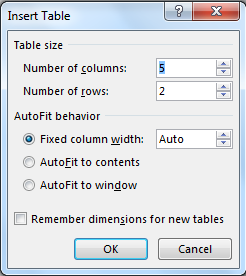 Insert Table
?
Table size
Number of columns: 5
Number of rows: 2
AutoFit behavior
Fixed column width: Auto
AutoFit to contents
AutoFit to window
Remember dimensions for new tables
OK Cancel